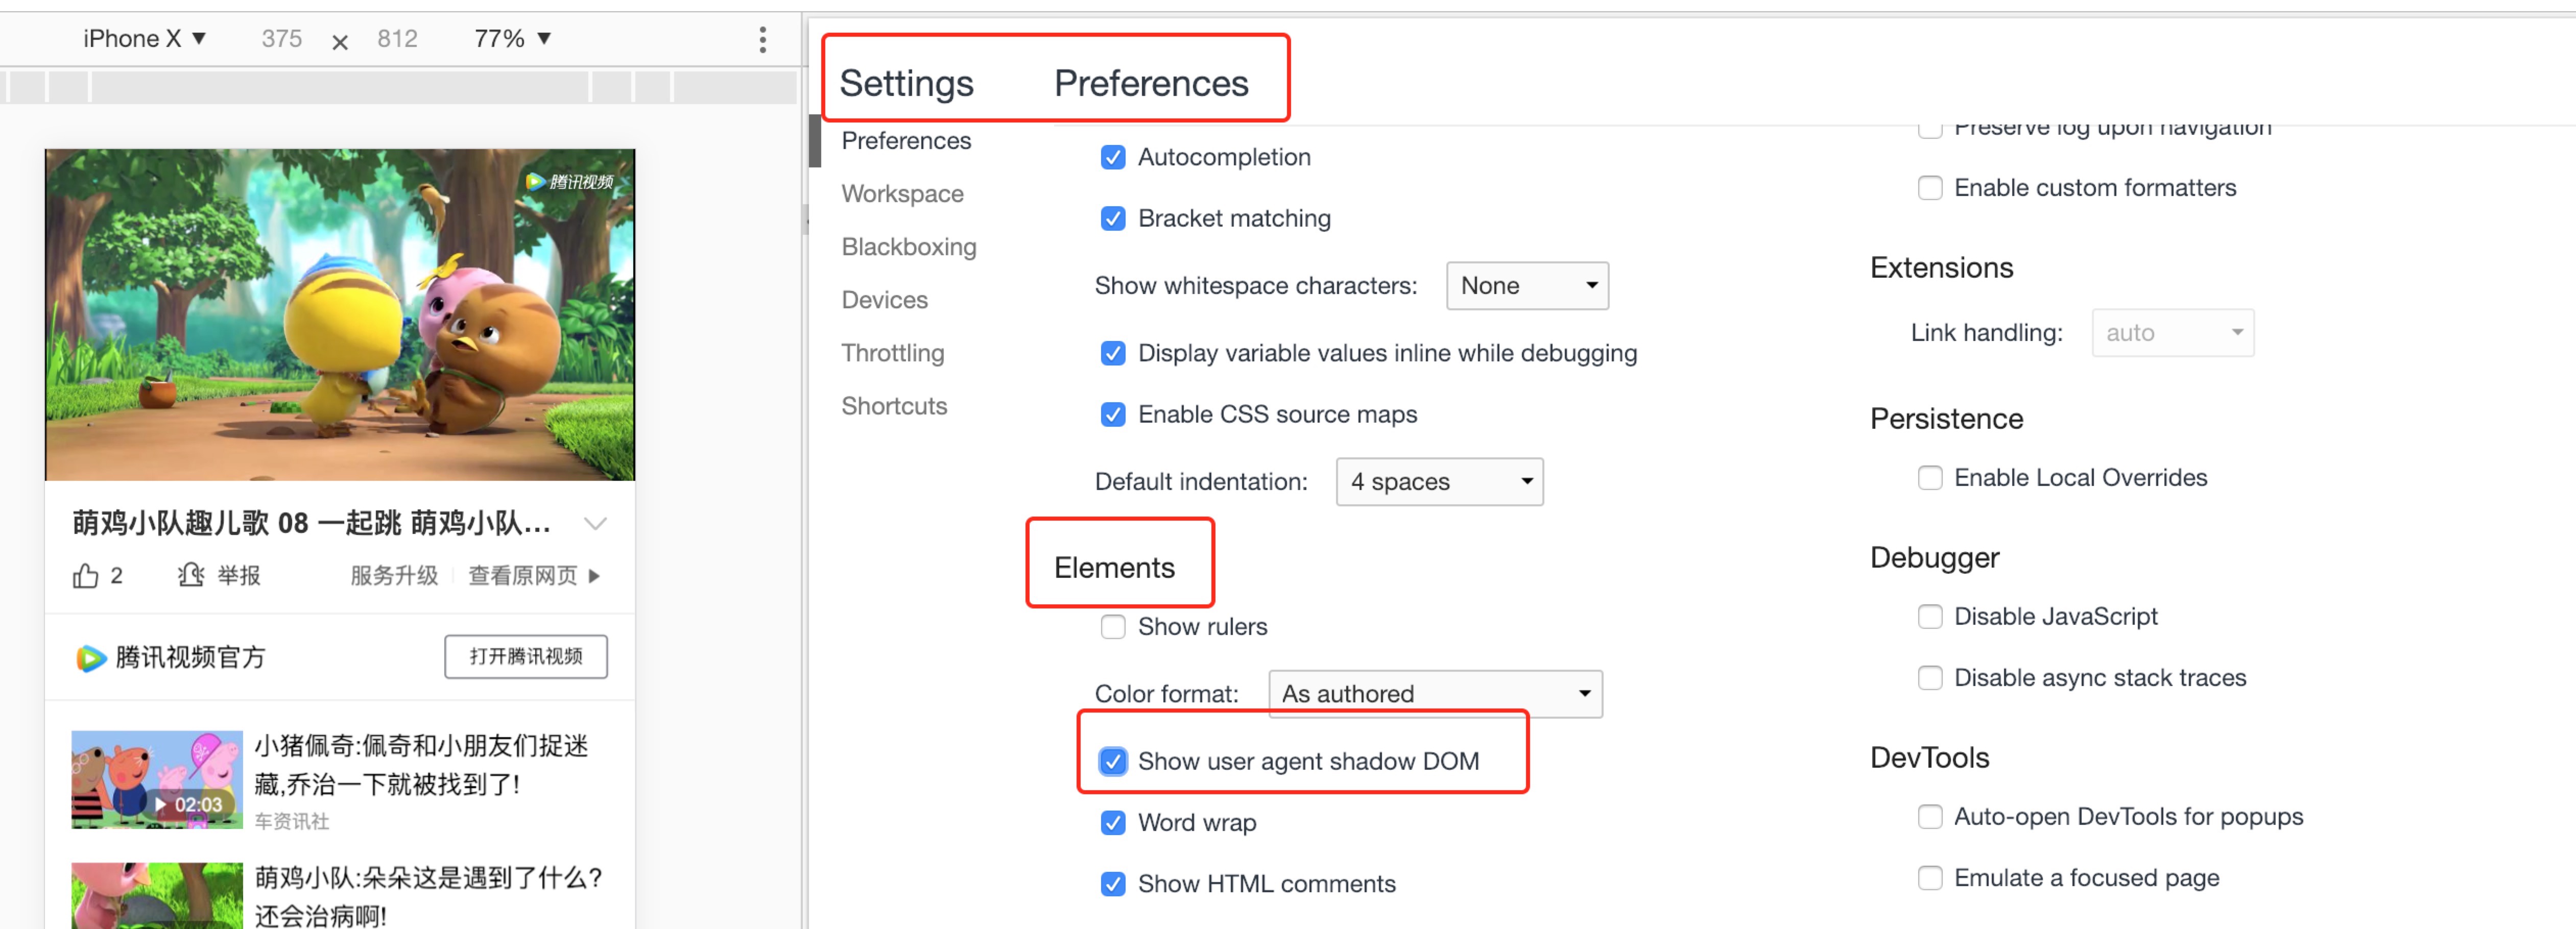 iPhone X ▼ 375 × 812 77% ▼
腾讯视频
萌鸡小队趣儿歌 08 一起跳 萌鸡小队...
2 举报 服务升级 查看原网页
腾讯视频官方 打开腾讯视频
小猪佩奇:佩奇和小朋友们捉迷
藏,乔治一下就被找到了!
02:03
车资讯社
萌鸡小队:朵朵这是遇到了什么?
还会治病啊!
Settings Preferences
Preferences
Workspace
Blackboxing
Devices
Throttling
Shortcuts
Autocompletion
Bracket matching
Show whitespace characters: None
Display variable values inline while debugging
Enable CSS source maps
Default indentation: 4 spaces
Elements
Show rulers
Color format: As authored
Show user agent shadow DOM
Word wrap
Show HTML comments
Preserve log upon navigation
Enable custom formatters
Extensions
Link handling: auto
Persistence
Enable Local Overrides
Debugger
Disable JavaScript
Disable async stack traces
DevTools
Auto-open DevTools for popups
Emulate a focused page